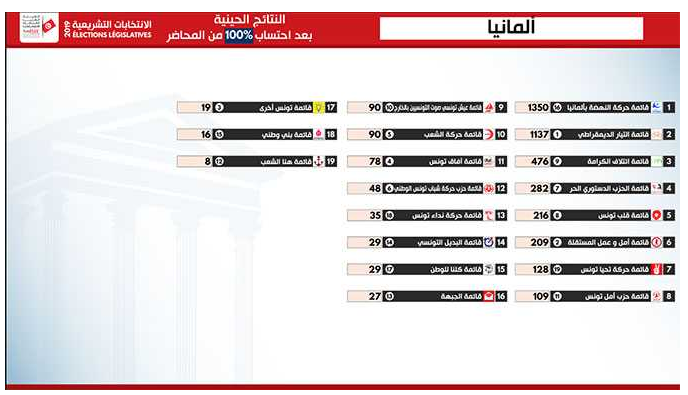 ألمانيا
النتائج الحينية
بعد احتساب 100% من المحاضر
الانتخابات التشريعية
ÉLECTIONS LÉGISLATIVES
2019
1 قائمة حركة النهضة بألمانيا 16 1350
2 قائمة التيار الديمقراطي 1 1137
3 قائمة ائتلاف الكرامة 9 476
4 قائمة الحزب الدستوري الحر 7 282
5 قائمة قلب تونس 8 216
6 قائمة أمل و عمل المستقلة 2 209
7 قائمة حركة تحيا تونس 19 128
8 قائمة حزب أمل تونس 11 109
9 قائمة عيش تونسي صوت التونسيين بالخارج 10 90
10 قائمة حركة الشعب 5 90
11 قائمة آفاق تونس 4 78
12 قائمة حزب حركة شباب تونس الوطني 6 48
13 قائمة حركة نداء تونس 35
14 قائمة البديل التونسي 14 29
15 قائمة كلنا للوطن 17 29
16 قائمة الجبهة 13 27
17 قائمة تونس أخرى 3 19
18 قائمة بني وطني 15 16
19 قائمة هنا الشعب 12 8